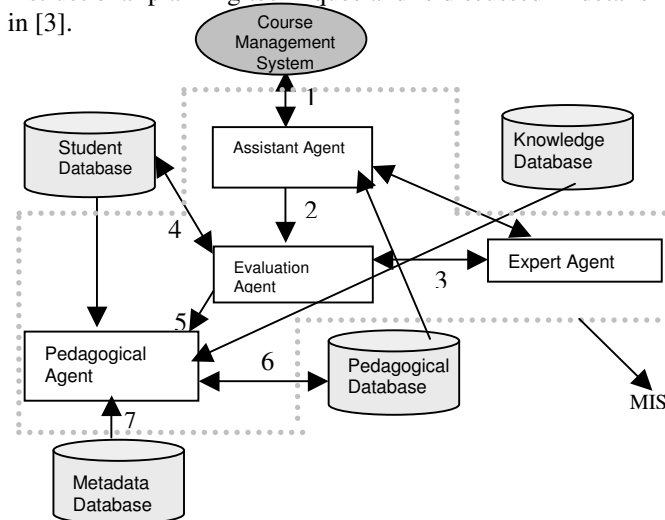 in [3].
Course
Management
System
1
Student
Database
Assistant Agent
Knowledge
Database
2
4
Evaluation
Agent
3
Expert Agent
5
Pedagogical
Agent
6
Pedagogical
Database
MIS
7
Metadata
Database